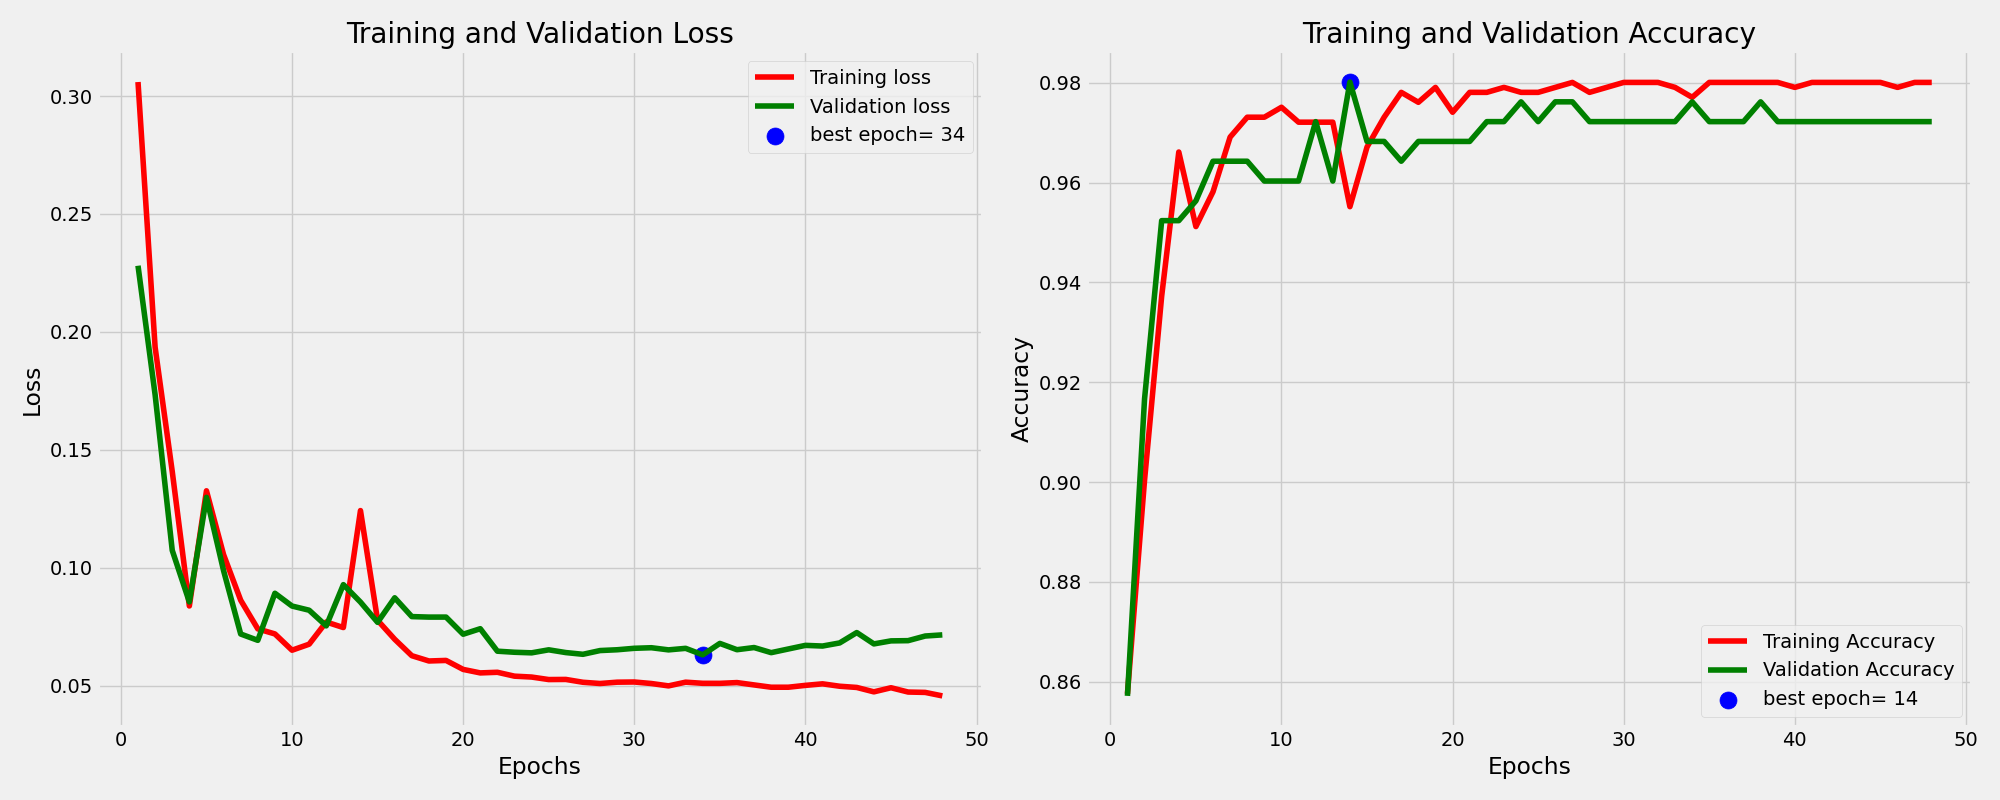 Training and Validation Loss
Training loss
Validation loss
best epoch= 34
0.30
0.25
0.20
0.15
0.10
0.05
Loss
0 10 20 30 40 50
Epochs
Training and Validation Accuracy
0.98
0.96
0.94
0.92
0.90
0.88
0.86
Accuracy
Training Accuracy
Validation Accuracy
best epoch= 14
0 10 20 30 40 50
Epochs